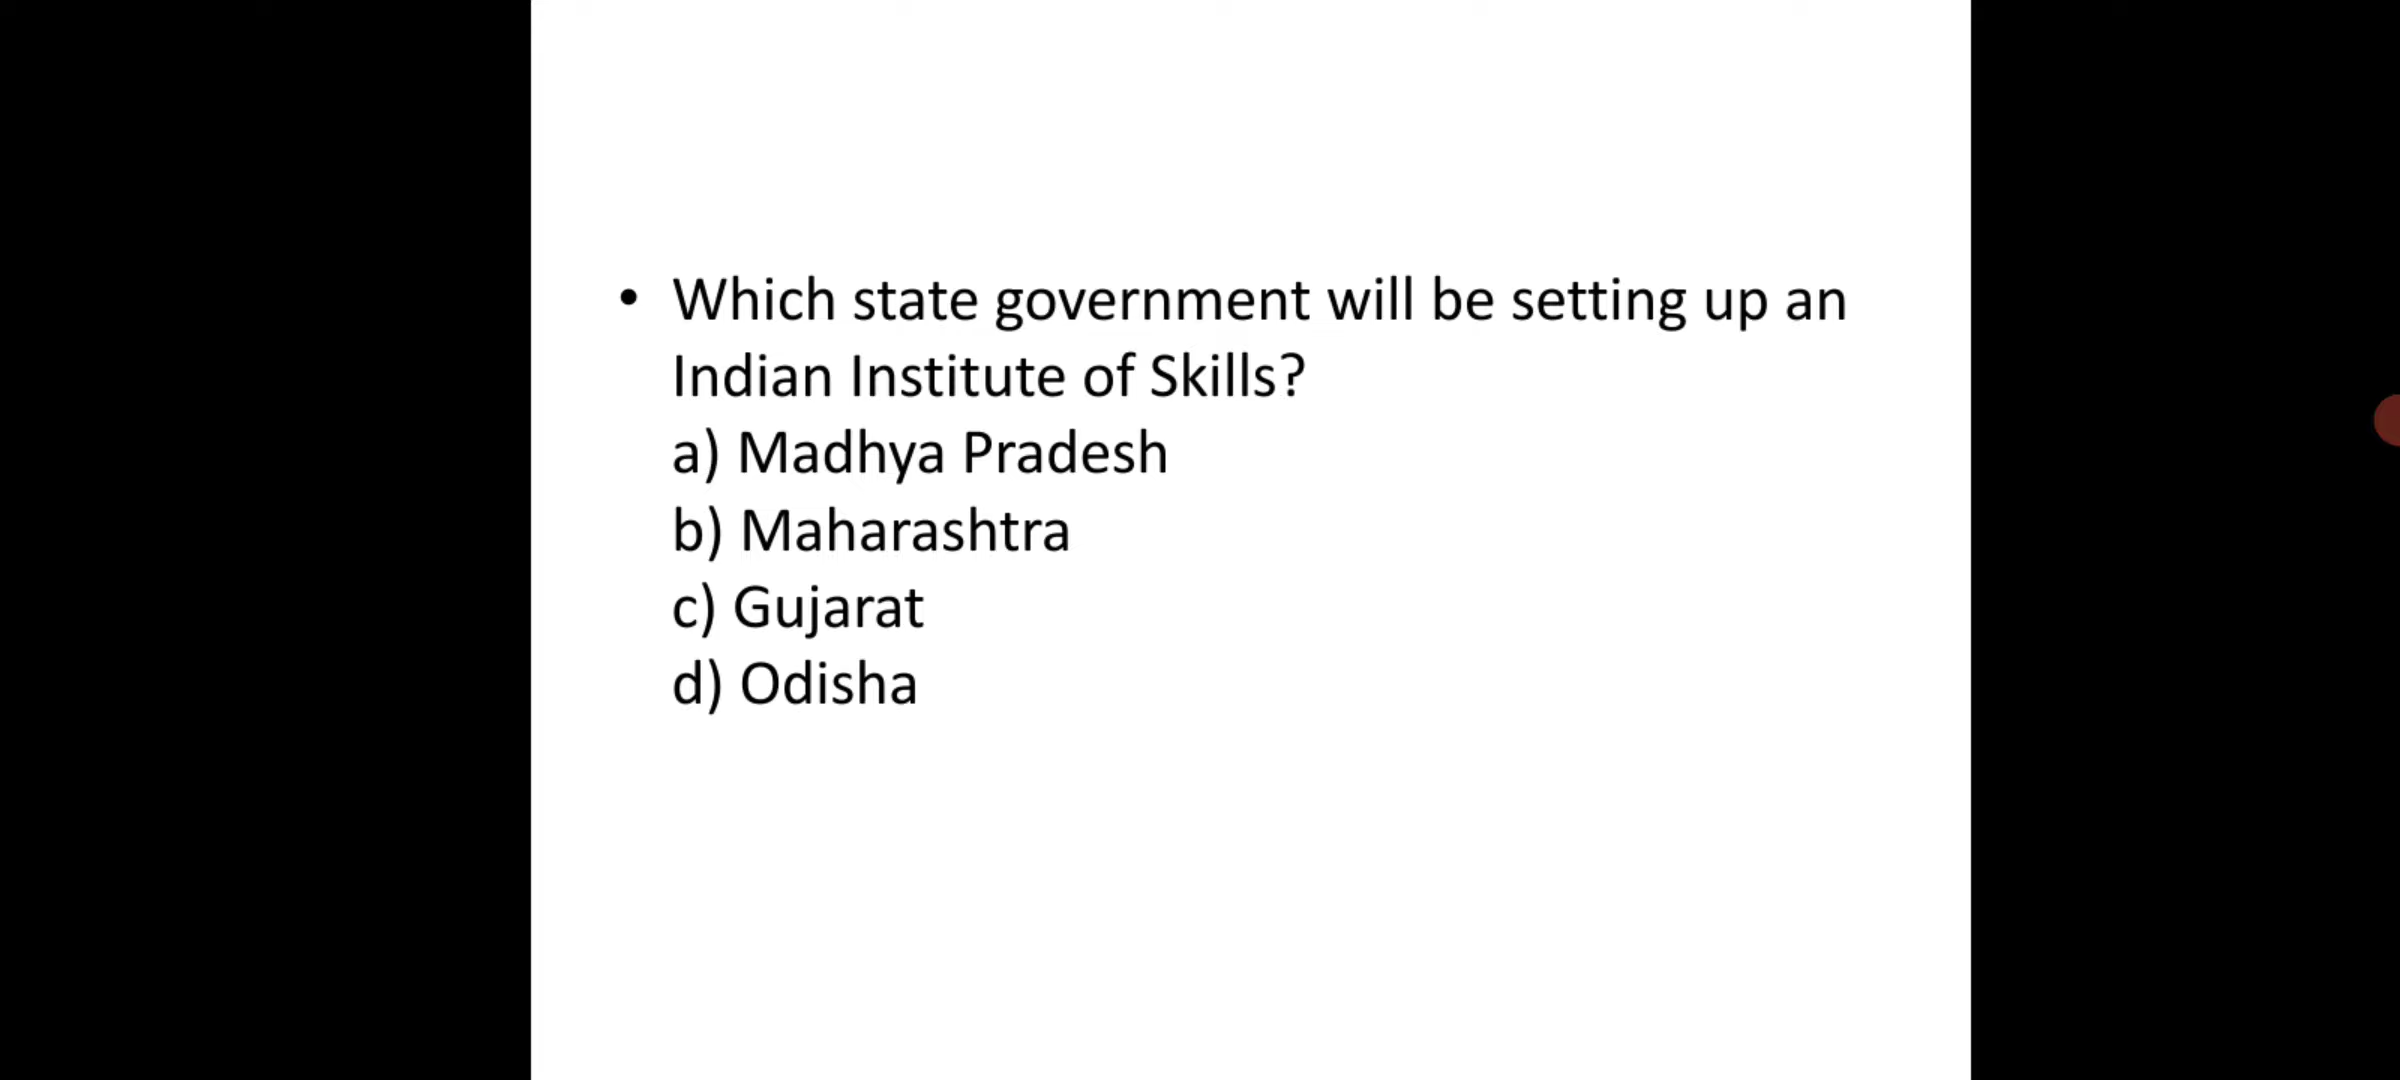 • Which state government will be setting up an
Indian Institute of Skills?
a) Madhya Pradesh
b) Maharashtra
c) Gujarat
d) Odisha